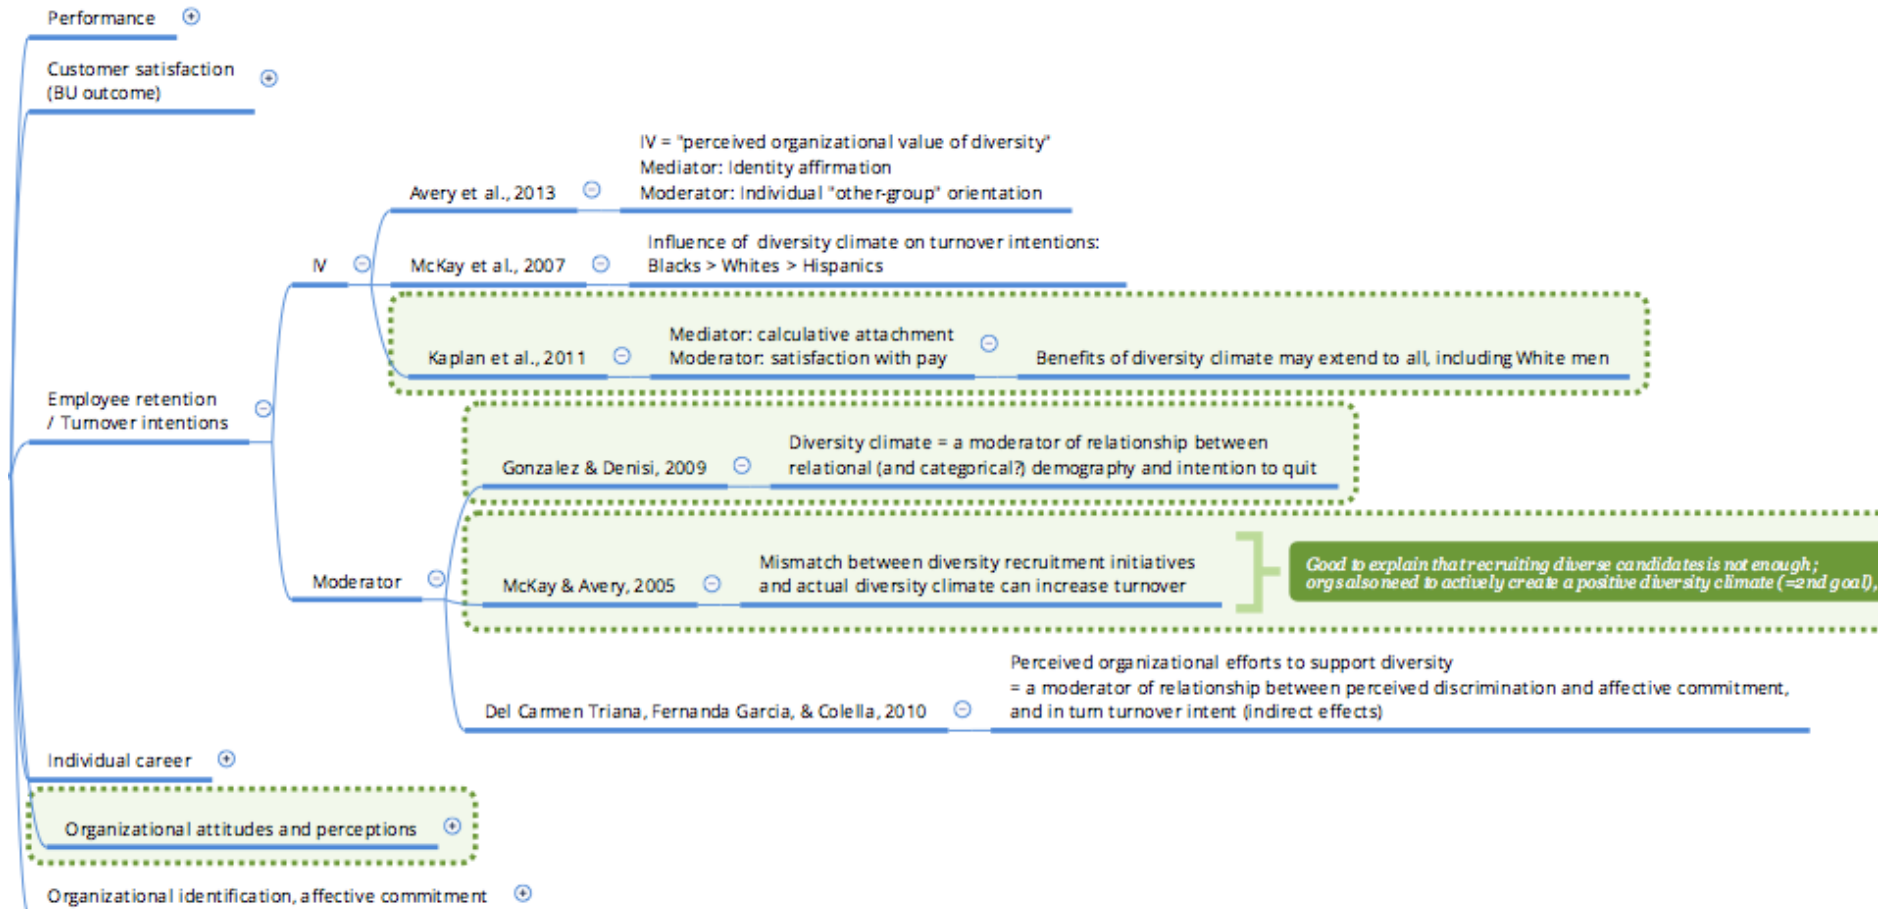 Performance
Customer satisfaction
(BU outcome)
IV = "perceived organizational value of diversity"
Mediator: Identity affirmation
Avery et al., 2013
Moderator: Individual "other-group" orientation
Influence of  diversity climate on turnover intentions:
IV
McKay et al., 2007
Blacks > Whites > Hispanics
Mediator: calculative attachment
Kaplan et al., 2011
Moderator: satisfaction with pay
Benefits of diversity climate may extend to all, including White men
Employee retention
/ Turnover intentions
Diversity climate = a moderator of relationship between
Gonzalez & Denisi, 2009
relational (and categorical?) demography and intention to quit
Moderator
McKay & Avery, 2005
Mismatch between diversity recruitment initiatives
and actual diversity climate can increase turnover
Good to explain that recruiting diverse candidates is not enough;
orgs also need to actively create a positive diversity climate (=2nd goal),
Del Carmen Triana, Fernanda Garcia, & Colella, 2010
Perceived organizational efforts to support diversity
= a moderator of relationship between perceived discrimination and affective commitment,
and in turn turnover intent (indirect effects)
Individual career
Organizational attitudes and perceptions
Organizational identification, affective commitment